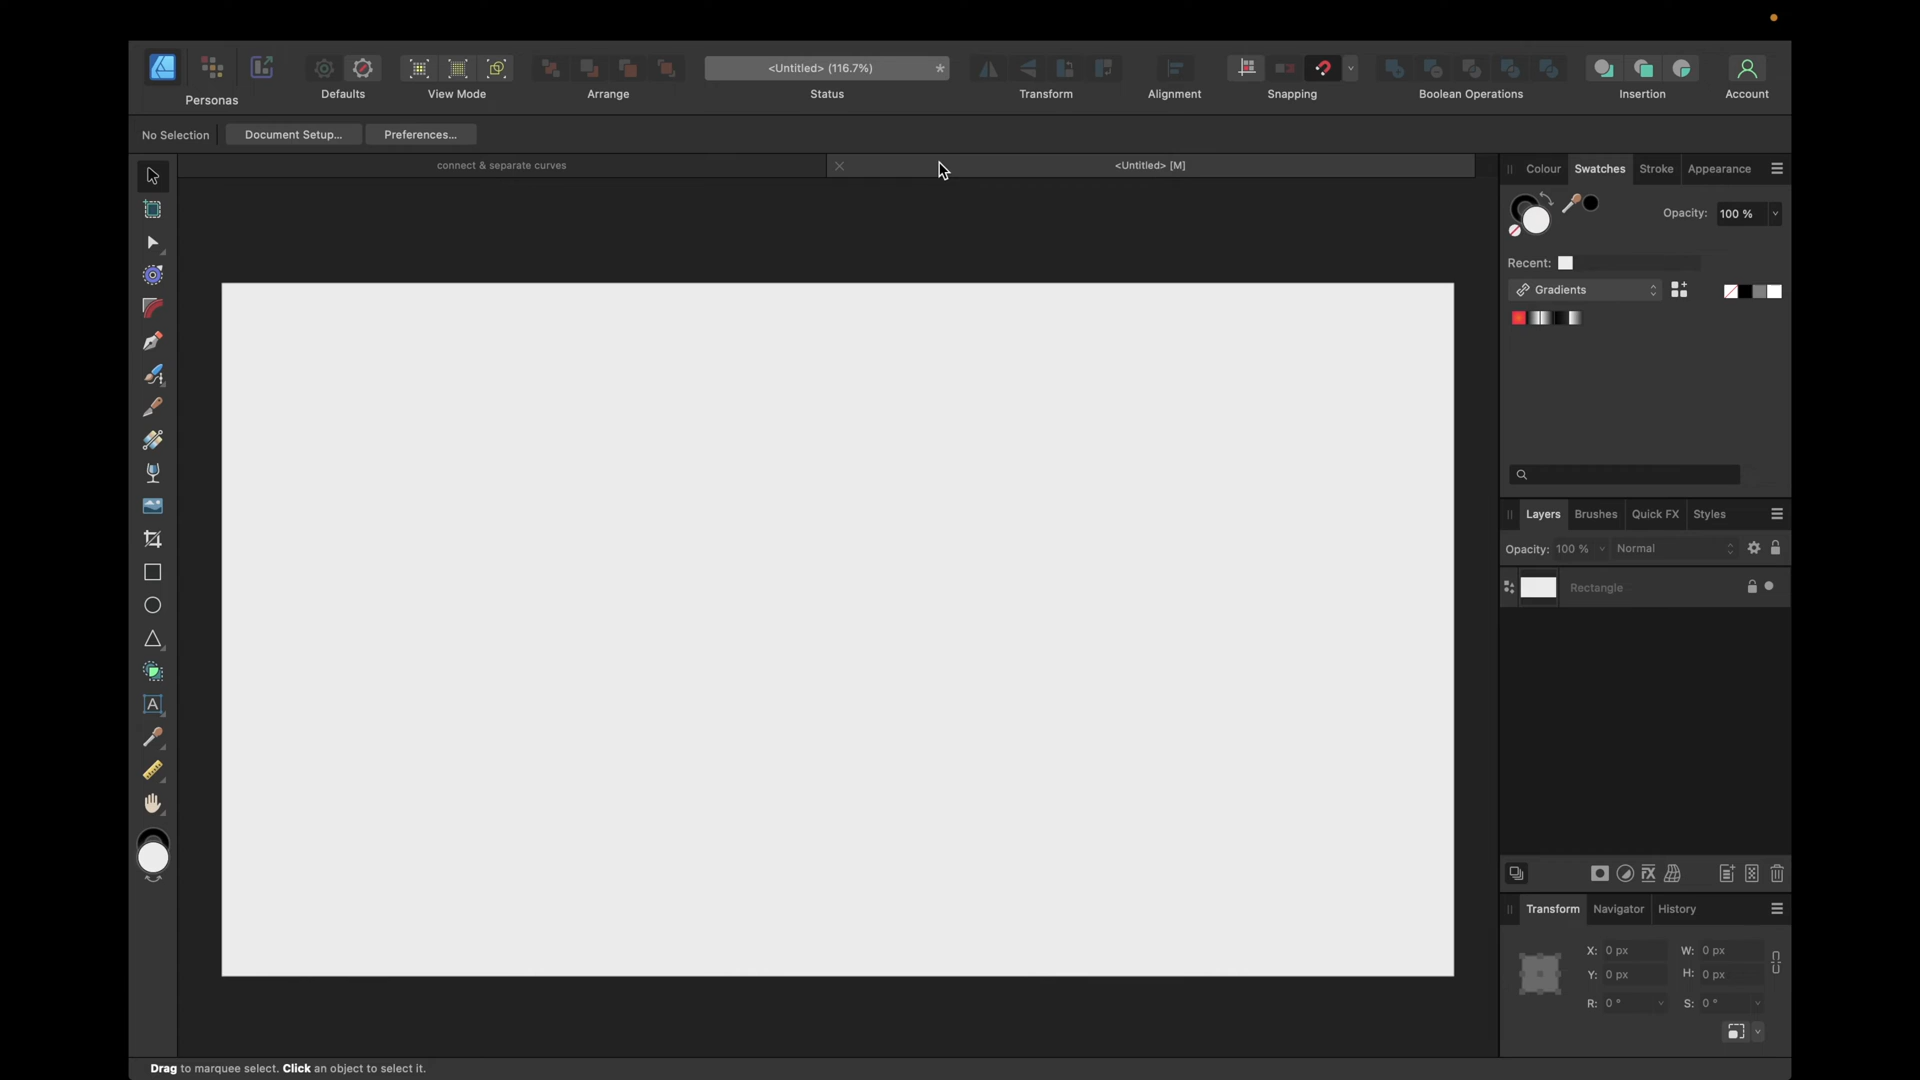 <Untitled> (116.7%)
Personas
Defaults
View Mode
Arrange
Status
Transform
Alignment
Snapping
Boolean Operations
Insertion
Account
No Selection
Document Setup...
Preferences...
connect & separate curves
<Untitled> [M]
Colour
Swatches
Stroke
Appearance
Opacity:
100 %
Recent:
Gradients
Layers
Brushes
Quick FX
Styles
Opacity:
100 %
Normal
Rectangle
Transform
Navigator
History
X:
0 px
W:
0 px
Y:
0 px
H:
0 px
R:
0 °
S:
0 °
Drag to marquee select. Click an object to select it.